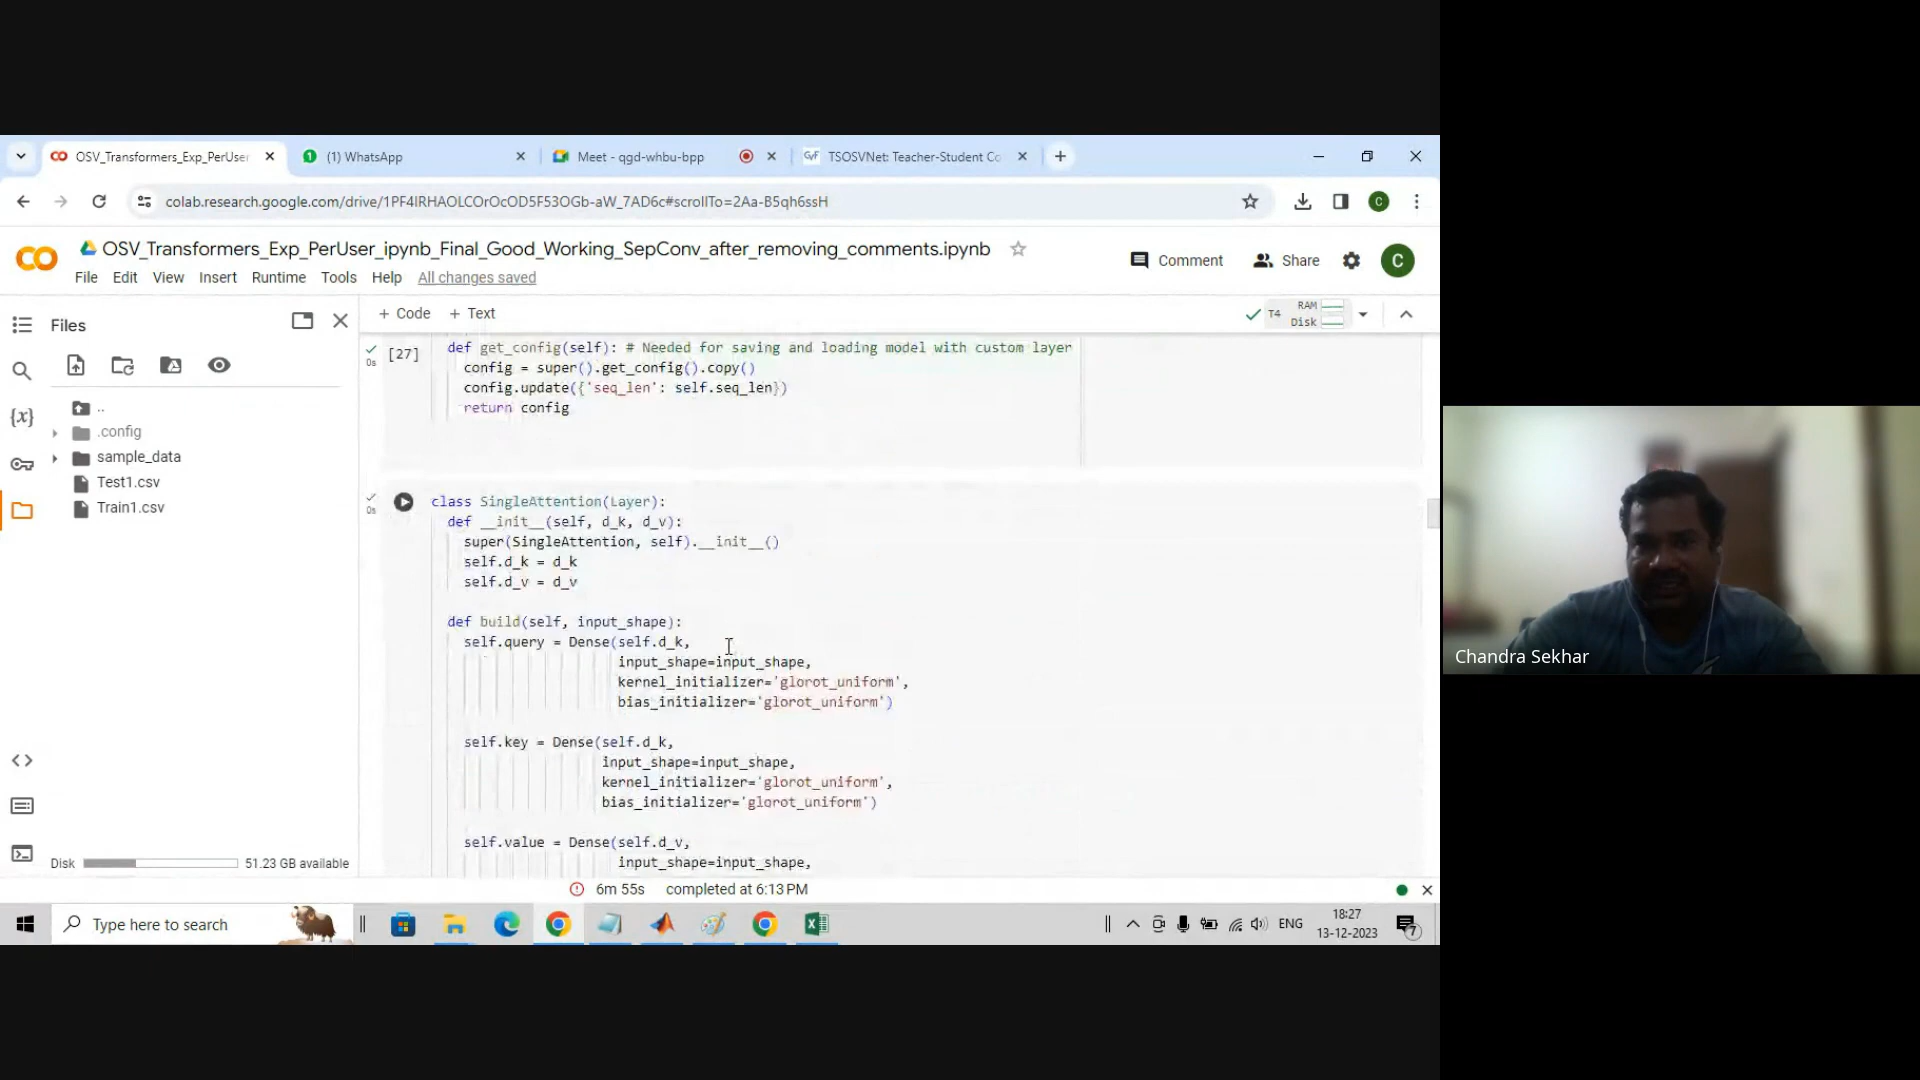 OSV_Transformers_Exp_PerUser
(1) WhatsApp
Meet - qgd-whbu-bpp
TSOSVNet: Teacher-Student Co
colab.research.google.com/drive/1PF4IRHAOLCOrOcOD5F53OGb-aW_7AD6c#scrollTo=2Aa-B5qh6ssH
C
OSV_Transformers_Exp_PerUser_ipynb_Final_Good_Working_SepConv_after_removing_comments.ipynb
Comment
Share
C
File Edit View Insert Runtime Tools Help All changes saved
Files
+ Code + Text
T4
RAM
Disk
..
.config
sample_data
Test1.csv
Train1.csv
{x}
Disk
51.23 GB available
0s
[27]
def get_config(self): # Needed for saving and loading model with custom layer
config = super().get_config().copy()
config.update({'seq_len': self.seq_len})
return config
0s
class SingleAttention(Layer):
def __init__(self, d_k, d_v):
super(SingleAttention, self).__init__()
self.d_k = d_k
self.d_v = d_v
def build(self, input_shape):
self.query = Dense(self.d_k,
input_shape=input_shape,
kernel_initializer='glorot_uniform',
bias_initializer='glorot_uniform')
self.key = Dense(self.d_k,
input_shape=input_shape,
kernel_initializer='glorot_uniform',
bias_initializer='glorot_uniform')
self.value = Dense(self.d_v,
input_shape=input_shape,
6m 55s completed at 6:13 PM
Type here to search
ENG
18:27
13-12-2023
7
Chandra Sekhar